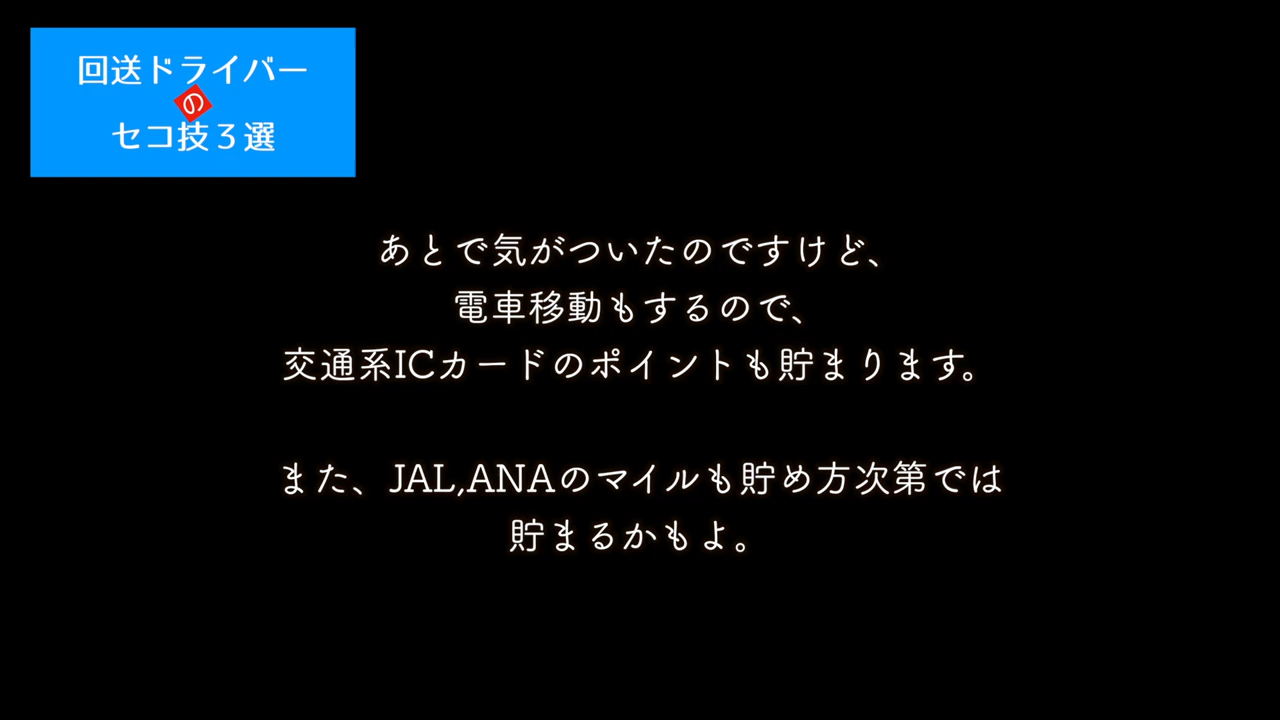 回送ドライバー
の
セコ技３選
あとで気がついたのですけど、
電車移動もするので、
交通系ICカードのポイントも貯まります。
また、JAL,ANAのマイルも貯め方次第では
貯まるかもよ。